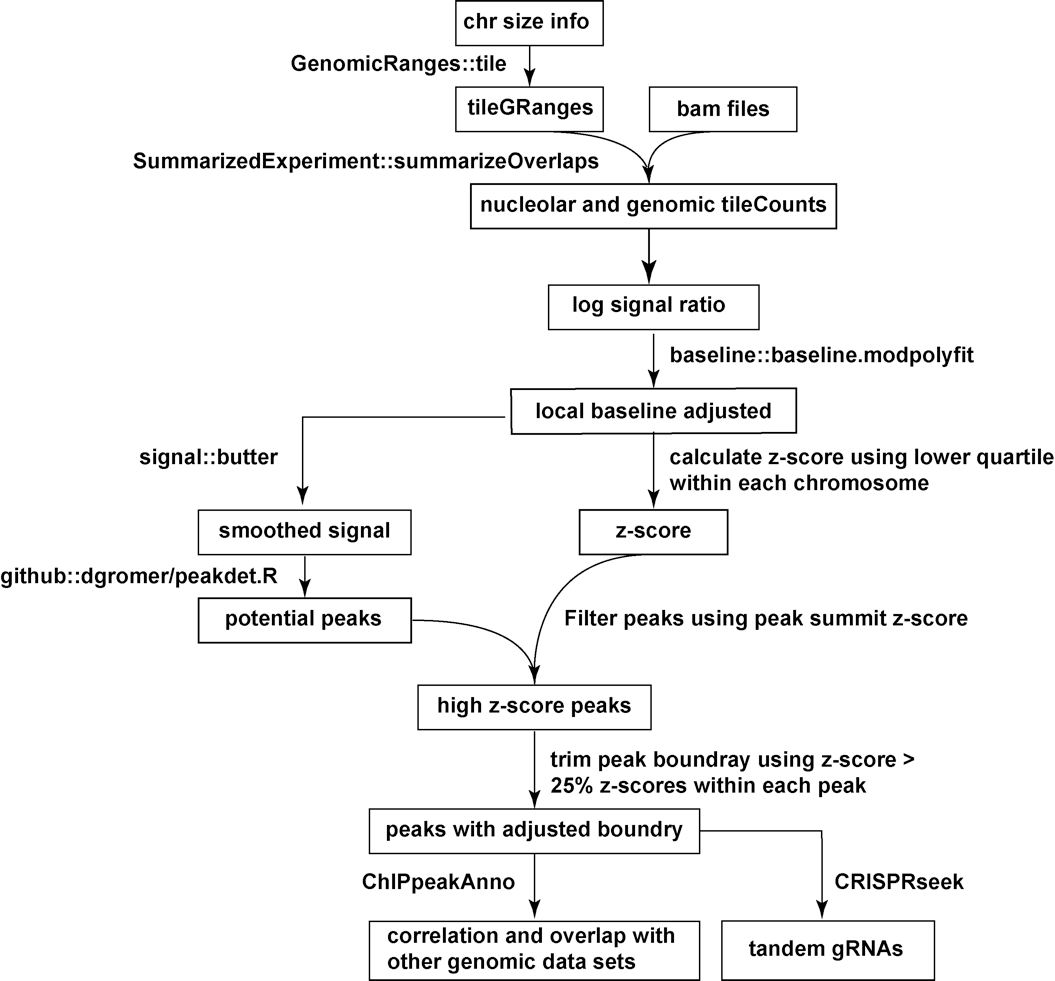 chr size info
GenomicRanges::tile
tileGRanges
bam files
SummarizedExperiment::summarizeOverlaps
nucleolar and genomic tileCounts
log signal ratio
baseline::baseline.modpolyfit
local baseline adjusted
signal::butter
calculate z-score using lower quartile
within each chromosome
smoothed signal
z-score
github::dgromer/peakdet.R
potential peaks
Filter peaks using peak summit z-score
high z-score peaks
trim peak boundray using z-score >
25% z-scores within each peak
peaks with adjusted boundry
ChIPpeakAnno
CRISPRseek
correlation and overlap with
other genomic data sets
tandem gRNAs